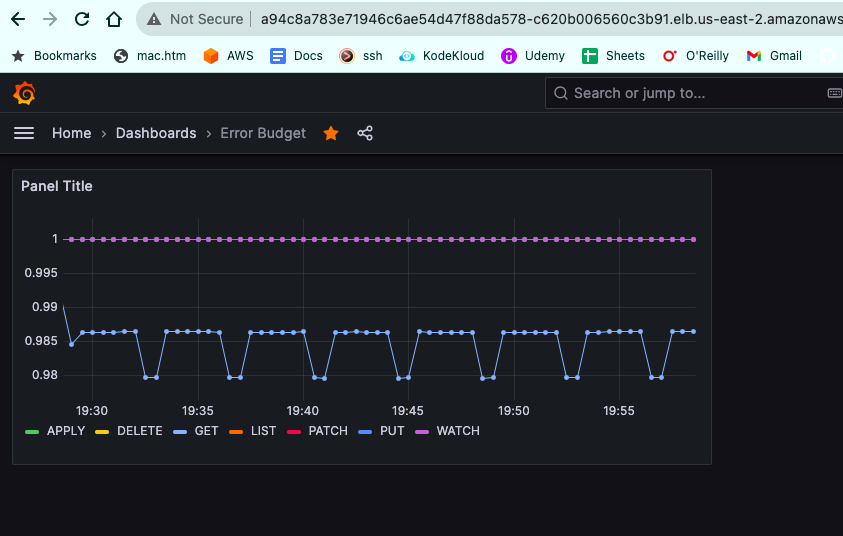 Not Secure a94c8a783e71946c6ae54d47f88da578-c620b006560c3b91.elb.us-east-2.amazonaws
Bookmarks mac.htm AWS Docs ssh KodeKloud Udemy Sheets O'Reilly Gmail
Search or jump to...
Home › Dashboards › Error Budget
Panel Title
1
0.995
0.99
0.985
0.98
19:30 19:35 19:40 19:45 19:50 19:55
APPLY DELETE GET LIST PATCH PUT WATCH